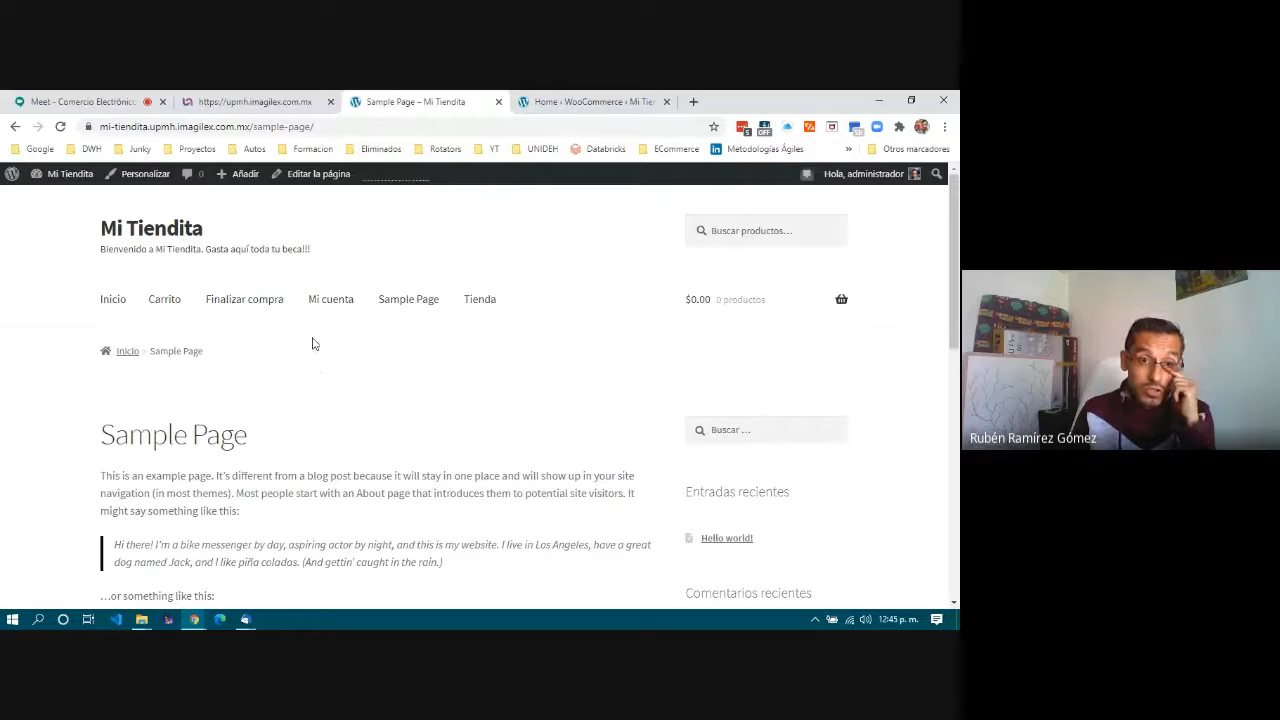 Meet - Comercio Electrónic
https://upmh.imagilex.com.mx
Sample Page – Mi Tiendita
Home ‹ WooCommerce ‹ Mi Tier
mi-tiendita.upmh.imagilex.com.mx/sample-page/
Google DWH Junky Proyectos Autos Formacion Eliminados Rotators YT UNIDEH Databricks ECommerce Metodologías Ágiles » Otros marcadores
Mi Tiendita Personalizar 0 Añadir Editar la página Hola, administrador
Mi Tiendita
Bienvenido a Mi Tiendita. Gasta aquí toda tu beca!!!
Buscar productos…
Inicio Carrito Finalizar compra Mi cuenta Sample Page Tienda
$0.00 0 productos
Inicio › Sample Page
Sample Page
Buscar …
This is an example page. It's different from a blog post because it will stay in one place and will show up in your site
navigation (in most themes). Most people start with an About page that introduces them to potential site visitors. It
might say something like this:
Entradas recientes
Hello world!
Hi there! I'm a bike messenger by day, aspiring actor by night, and this is my website. I live in Los Angeles, have a great
dog named Jack, and I like piña coladas. (And gettin' caught in the rain.)
…or something like this:
Comentarios recientes
12:45 p. m.
Rubén Ramírez Gómez